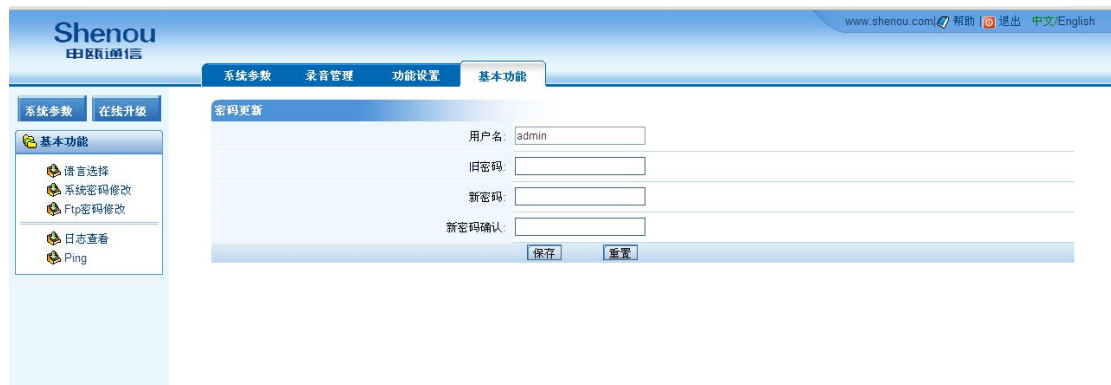 Shenou
申瓯通信
www.shenou.com| 帮助 | 退出 中文/English
系统参数 录音管理 功能设置 基本功能
系统参数 在线升级
基本功能
语言选择
系统密码修改
Ftp密码修改
日志查看
Ping
密码更新
用户名: admin
旧密码:
新密码:
新密码确认:
保存 重置